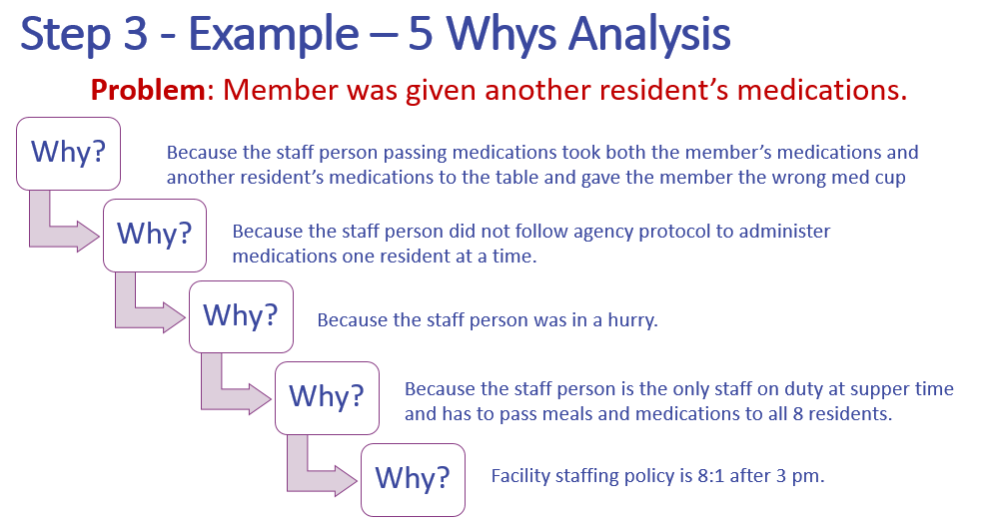 Step 3 - Example – 5 Whys Analysis
Problem: Member was given another resident’s medications.
Why?
Because the staff person passing medications took both the member’s medications and
another resident’s medications to the table and gave the member the wrong med cup
Why?
Because the staff person did not follow agency protocol to administer
medications one resident at a time.
Why?
Because the staff person was in a hurry.
Why?
Because the staff person is the only staff on duty at supper time
and has to pass meals and medications to all 8 residents.
Why?
Facility staffing policy is 8:1 after 3 pm.